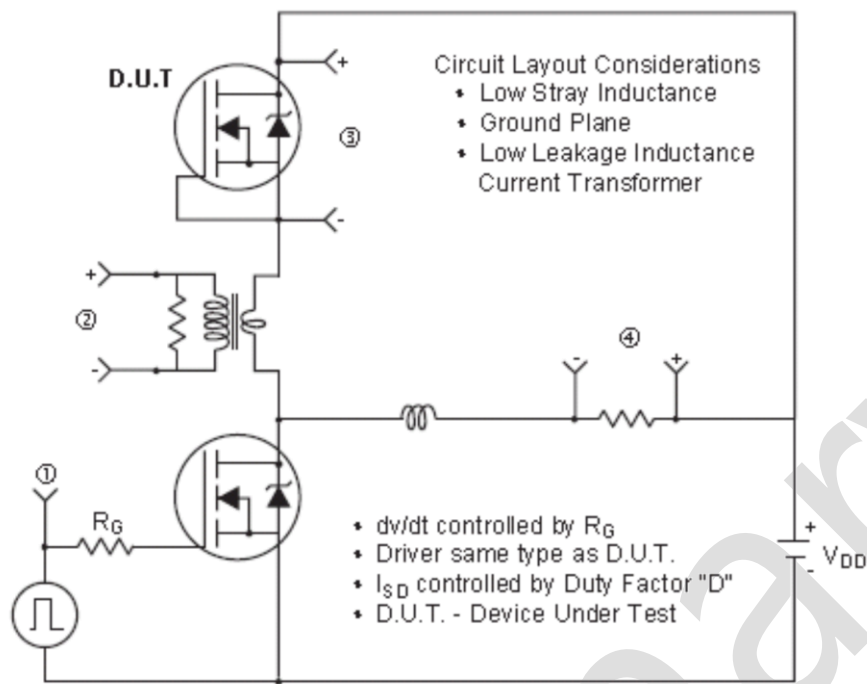 D.U.T
+
Circuit Layout Considerations
• Low Stray Inductance
• Ground Plane
• Low Leakage Inductance
Current Transformer
③
-
+
②
-
④
- +
①
R_G
• dv/dt controlled by R_G
• Driver same type as D.U.T.
• I_SD controlled by Duty Factor "D"
• D.U.T. - Device Under Test
+
V_DD
-